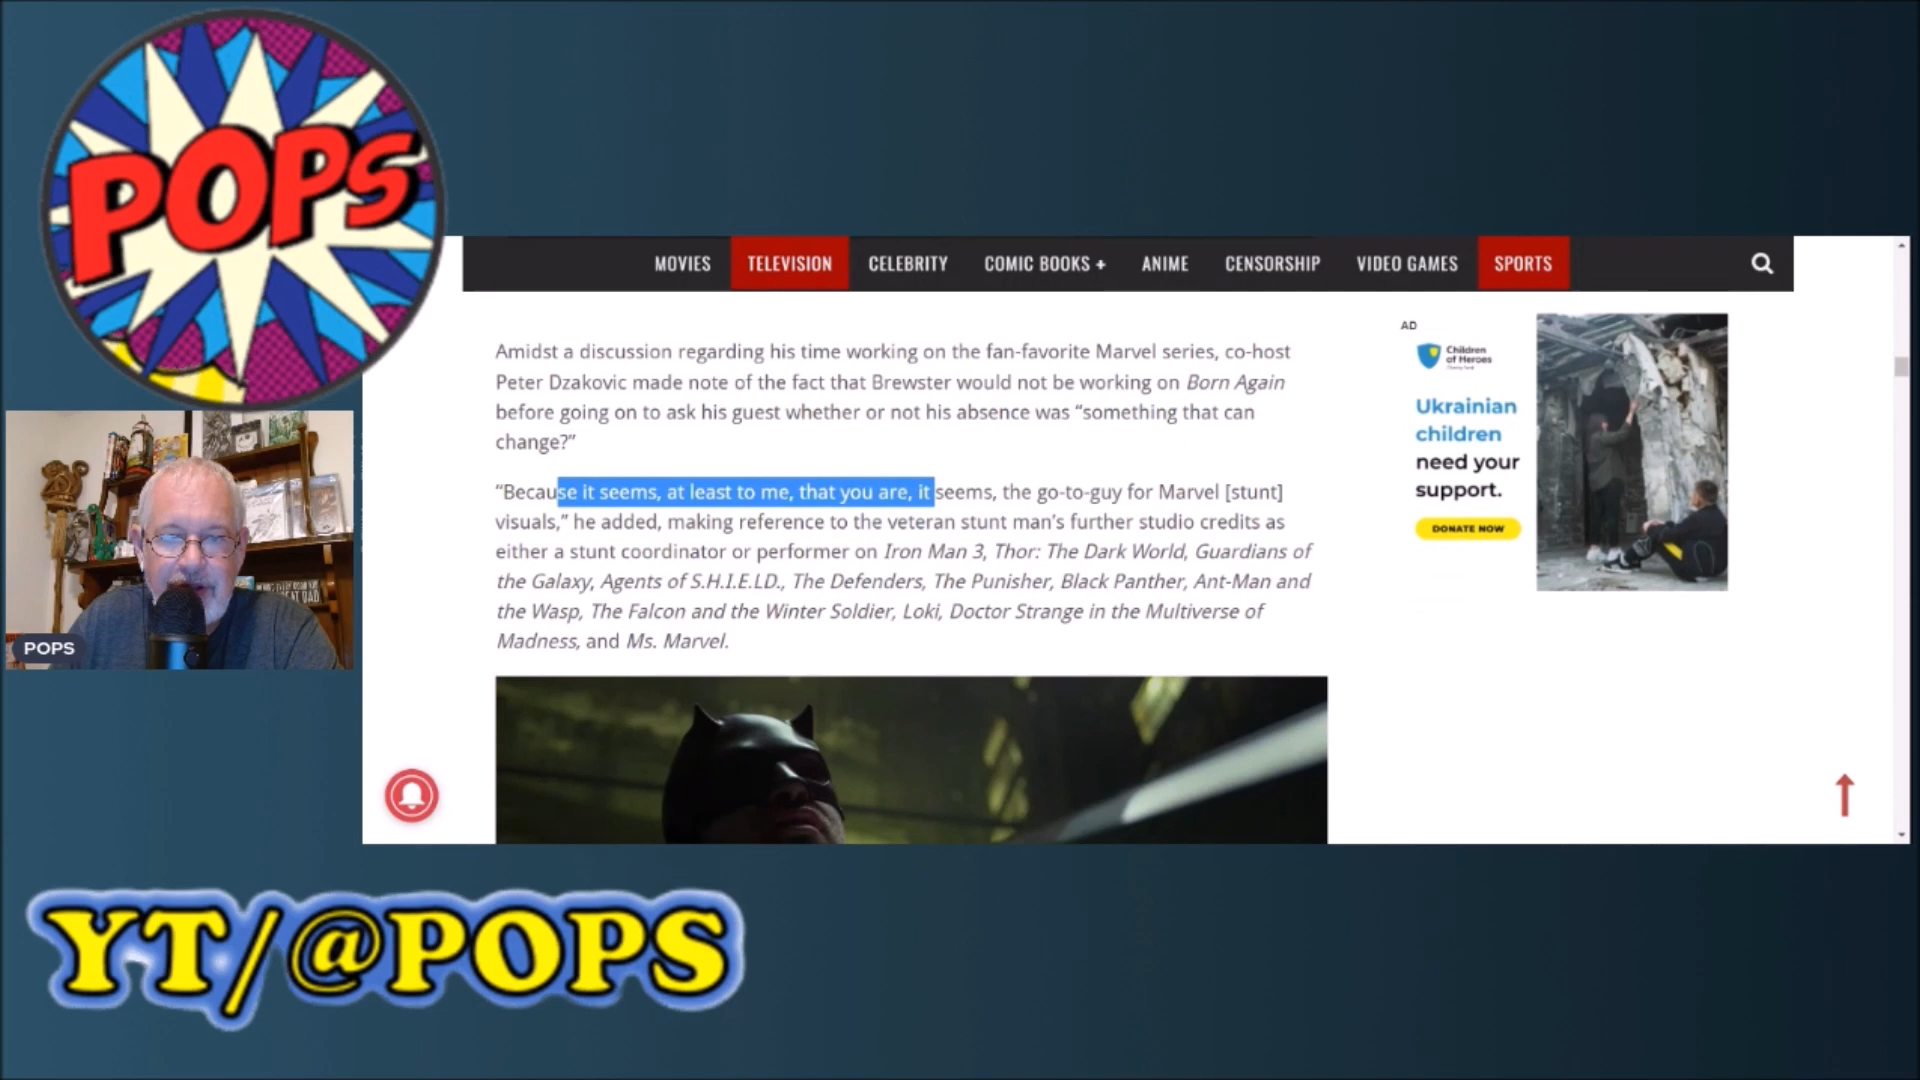 POPS
MOVIES TELEVISION CELEBRITY COMIC BOOKS + ANIME CENSORSHIP VIDEO GAMES SPORTS
Amidst a discussion regarding his time working on the fan-favorite Marvel series, co-host
Peter Dzakovic made note of the fact that Brewster would not be working on Born Again
before going on to ask his guest whether or not his absence was “something that can
change?”
“Because it seems, at least to me, that you are, it seems, the go-to-guy for Marvel [stunt]
visuals,” he added, making reference to the veteran stunt man’s further studio credits as
either a stunt coordinator or performer on Iron Man 3, Thor: The Dark World, Guardians of
the Galaxy, Agents of S.H.I.E.LD., The Defenders, The Punisher, Black Panther, Ant-Man and
the Wasp, The Falcon and the Winter Soldier, Loki, Doctor Strange in the Multiverse of
Madness, and Ms. Marvel.
AD
Children
of Heroes
Ukrainian
children
need your
support.
DONATE NOW
POPS
YT/@POPS